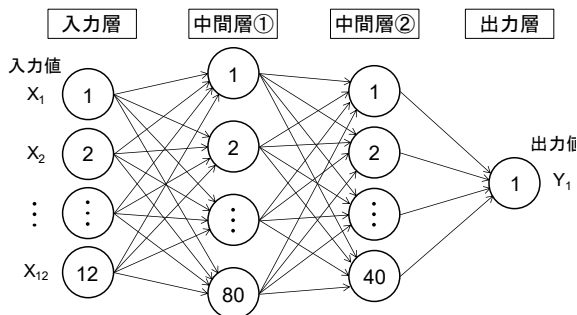 入力層 中間層① 中間層② 出力層
入力値
X1 1 1 1
X2 2 2 2 出力値
1 Y1
⋮ ⋮ ⋮ ⋮
X12 12 80 40